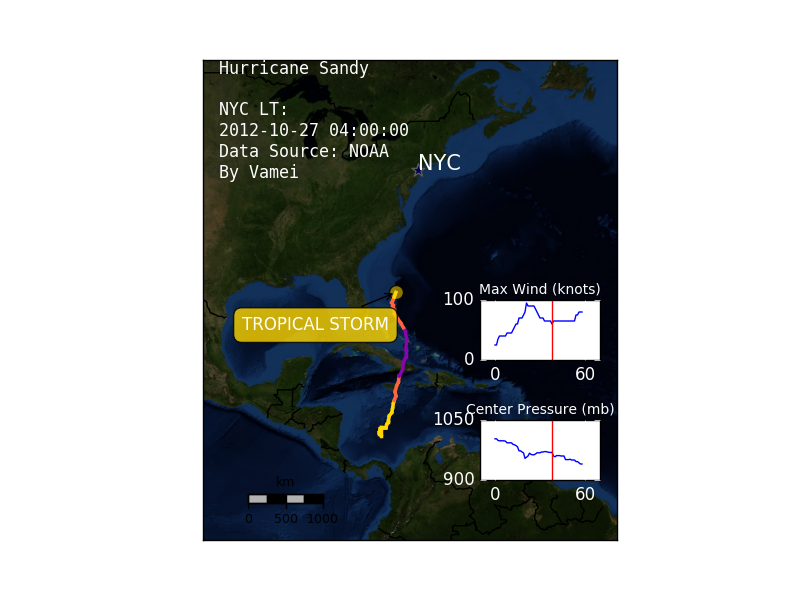 Hurricane Sandy
NYC LT:
2012-10-27 04:00:00
Data Source: NOAA
By Vamei
NYC
Max Wind (knots)
100
0
0 60
TROPICAL STORM
Center Pressure (mb)
1050
900
0 60
km
0 500 1000